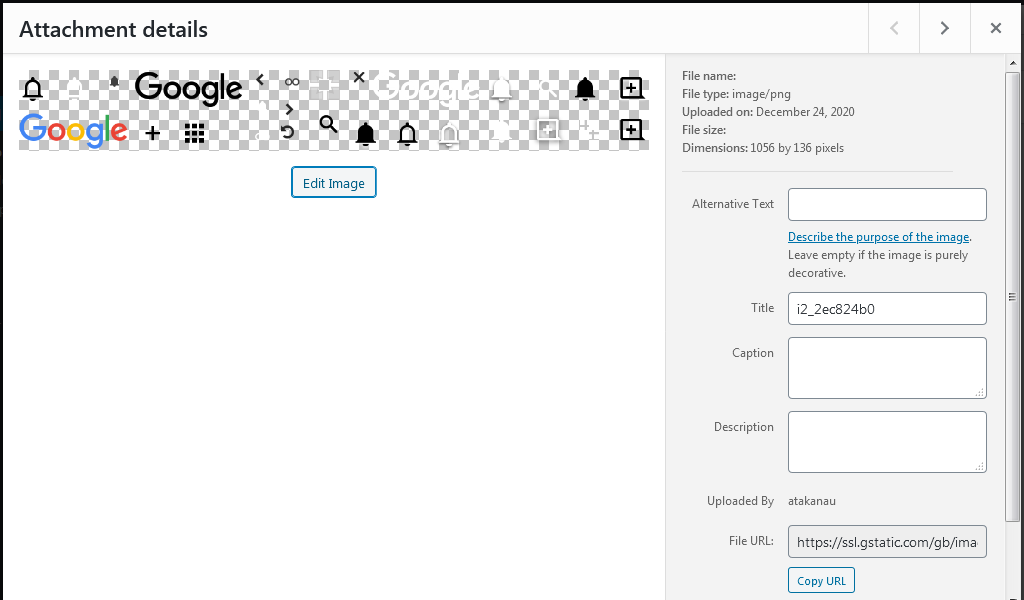 Attachment details
Google
Google
Google
Edit Image
File name:
File type: image/png
Uploaded on: December 24, 2020
File size:
Dimensions: 1056 by 136 pixels
Alternative Text
Describe the purpose of the image.
Leave empty if the image is purely
decorative.
Title
i2_2ec824b0
Caption
Description
Uploaded By
atakanau
File URL:
https://ssl.gstatic.com/gb/ima
Copy URL